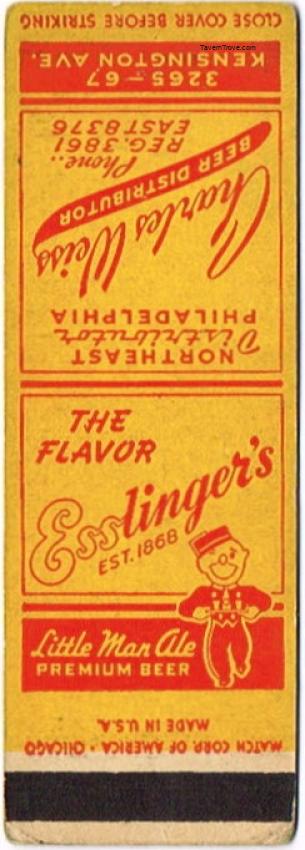 TavernTrove.com
CLOSE COVER BEFORE STRIKING
NORTHEAST
Distributor
PHILADELPHIA
Charles Weiss
BEER DISTRIBUTOR
Phone..
REG. 3861
EAST 8376
3265-67
KENSINGTON AVE.
THE
FLAVOR
Esslinger's
EST. 1868
Little Man Ale
PREMIUM BEER
MADE IN U.S.A.
MATCH CORP. OF AMERICA • CHICAGO